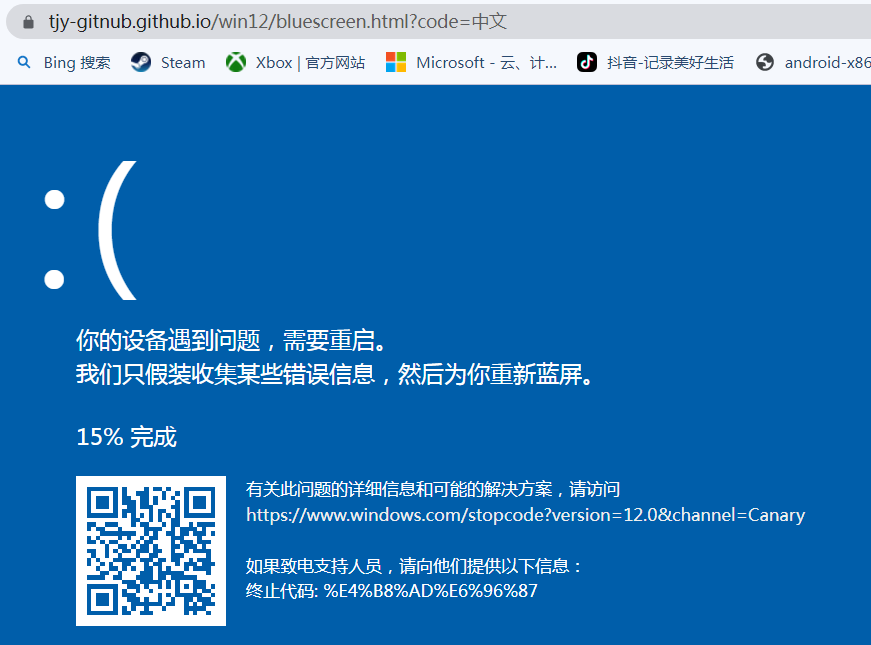 tjy-gitnub.github.io/win12/bluescreen.html?code=中文
Bing 搜索 Steam Xbox | 官方网站 Microsoft - 云、计... 抖音-记录美好生活 android-x86
:(
你的设备遇到问题，需要重启。
我们只假装收集某些错误信息，然后为你重新蓝屏。
15% 完成
有关此问题的详细信息和可能的解决方案，请访问
https://www.windows.com/stopcode?version=12.0&channel=Canary
如果致电支持人员，请向他们提供以下信息：
终止代码: %E4%B8%AD%E6%96%87